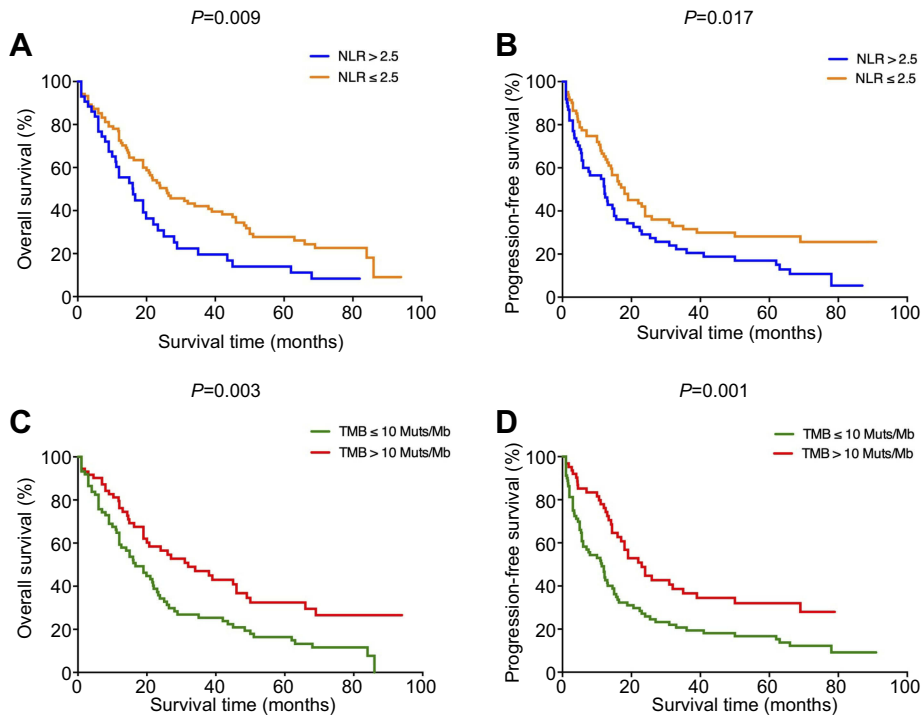 P=0.009
A
NLR > 2.5
NLR ≤ 2.5
Overall survival (%)
100
80
60
40
20
0
0 20 40 60 80 100
Survival time (months)
P=0.017
B
NLR > 2.5
NLR ≤ 2.5
Progression-free survival (%)
100
80
60
40
20
0
0 20 40 60 80 100
Survival time (months)
P=0.003
C
TMB ≤ 10 Muts/Mb
TMB > 10 Muts/Mb
Overall survival (%)
100
80
60
40
20
0
0 20 40 60 80 100
Survival time (months)
P=0.001
D
TMB ≤ 10 Muts/Mb
TMB > 10 Muts/Mb
Progression-free survival (%)
100
80
60
40
20
0
0 20 40 60 80 100
Survival time (months)